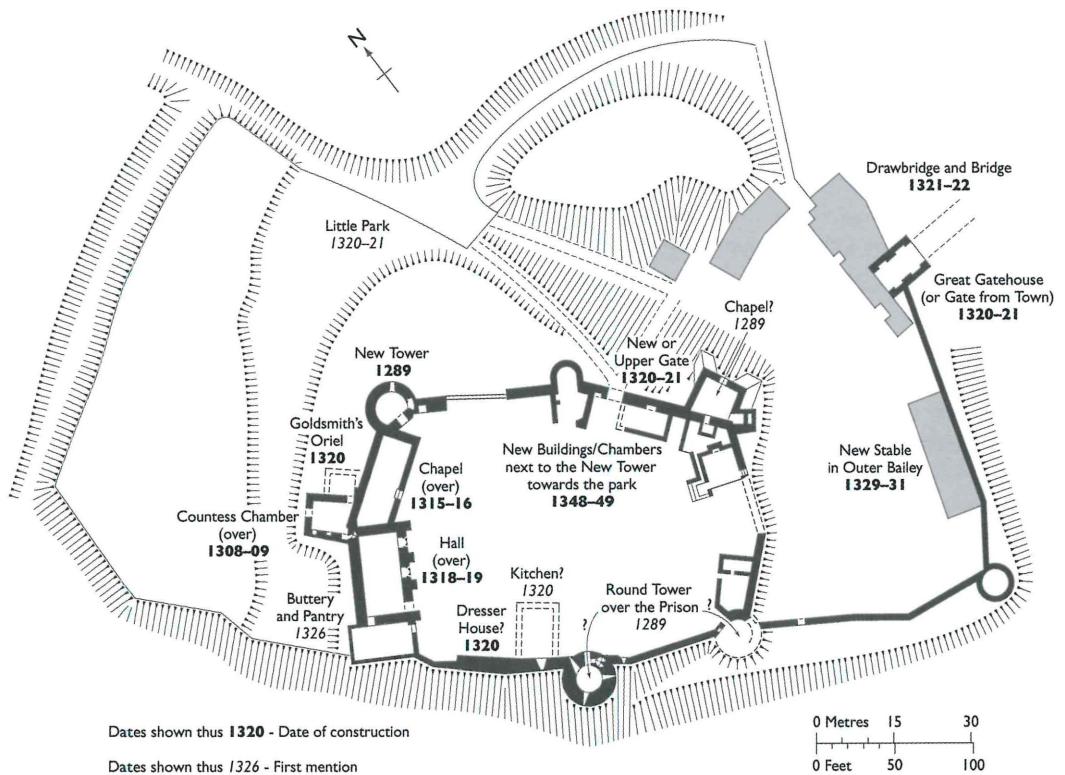 N
Drawbridge and Bridge
1321–22
Little Park
1320–21
Great Gatehouse
(or Gate from Town)
1320–21
Chapel?
1289
New or
Upper Gate
1320–21
New Tower
1289
Goldsmith's
Oriel
1320
Chapel
(over)
1315–16
New Buildings/Chambers
next to the New Tower
towards the park
1348–49
New Stable
in Outer Bailey
1329–31
Countess Chamber
(over)
1308–09
Hall
(over)
1318–19
Kitchen?
1320
Round Tower
over the Prison
1289
?
?
Buttery
and Pantry
1326
Dresser
House?
1320
Dates shown thus 1320 - Date of construction
Dates shown thus 1326 - First mention
0 Metres 15 30
0 Feet 50 100